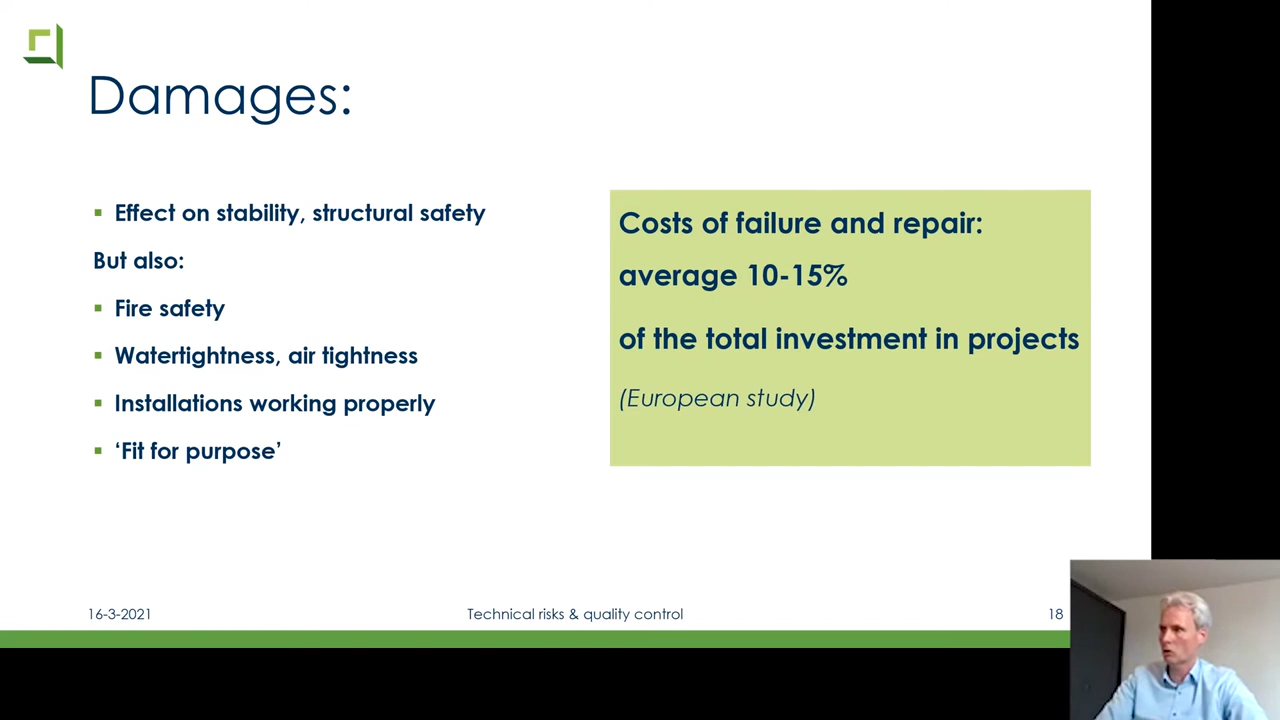 Damages:
▪ Effect on stability, structural safety
But also:
▪ Fire safety
▪ Watertightness, air tightness
▪ Installations working properly
▪ ‘Fit for purpose’
Costs of failure and repair:
average 10-15%
of the total investment in projects
(European study)
16-3-2021
Technical risks & quality control
18